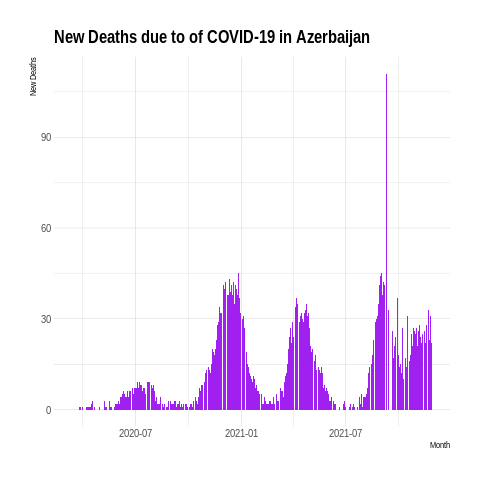 New Deaths due to of COVID-19 in Azerbaijan
New Deaths
90
60
30
0
2020-07
2021-01
2021-07
Month